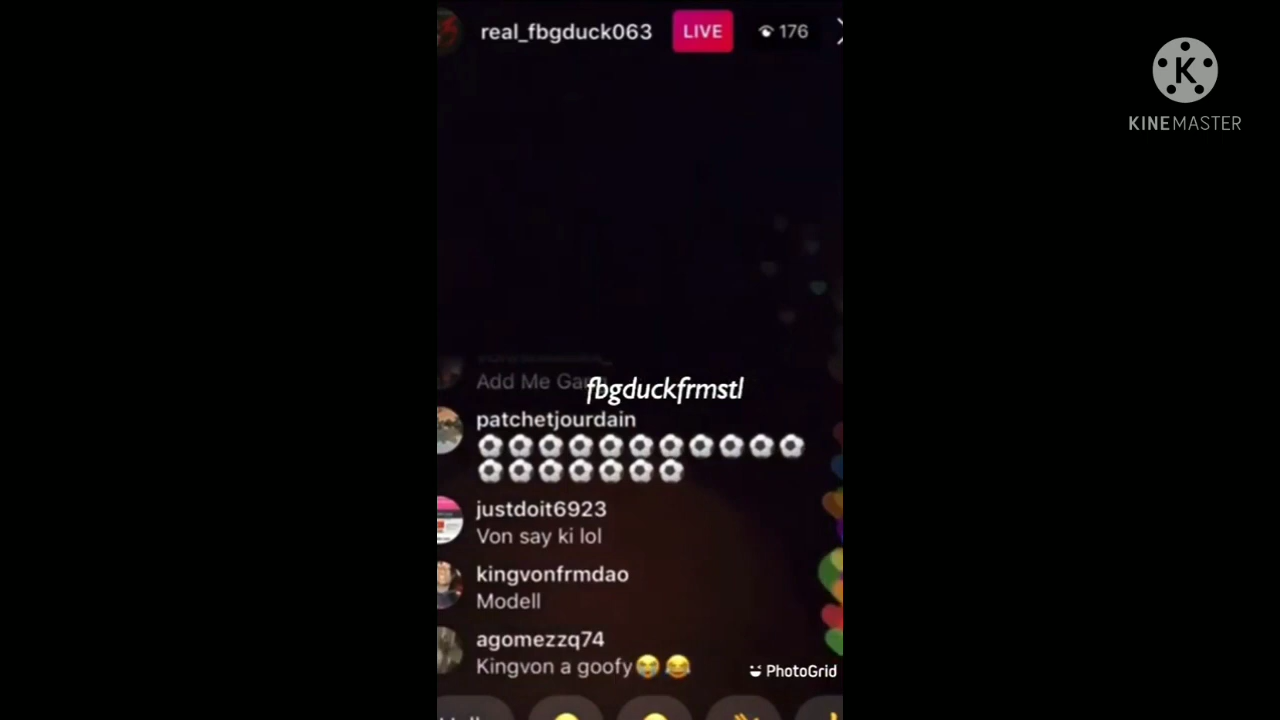 real_fbgduck063 LIVE 176
K
KINEMASTER
Add Me
fbgduckfrmstl
patchetjourdain
⚽⚽⚽⚽⚽⚽⚽⚽⚽⚽⚽
⚽⚽⚽⚽⚽⚽⚽
justdoit6923
Von say ki lol
kingvonfrmdao
Modell
agomezzq74
Kingvon a goofy😭😂
PhotoGrid